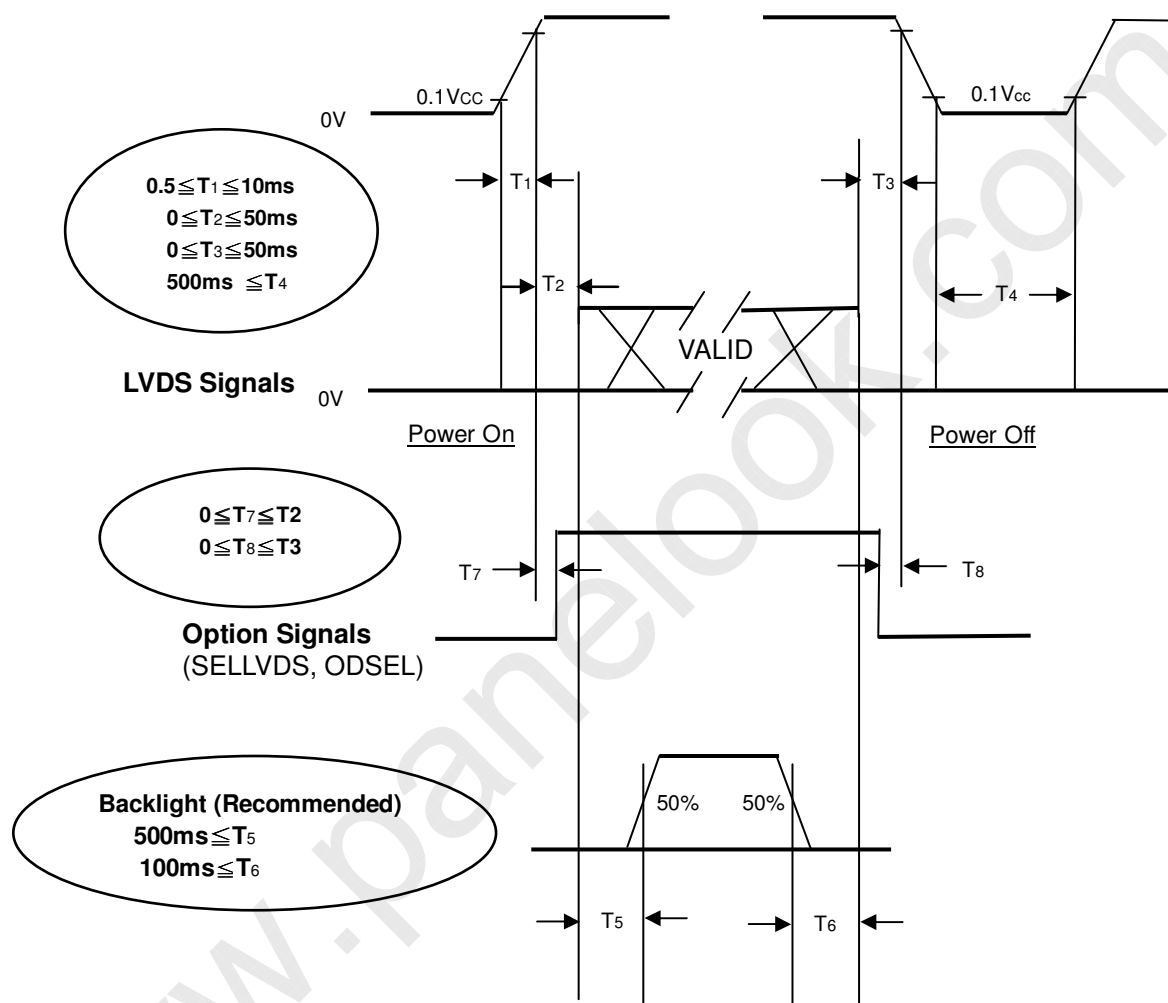 0.1VCC
0.1Vcc
0V
0.5≦T1≦10ms
0≦T2≦50ms
0≦T3≦50ms
500ms ≦T4
T1
T3
T2
T4
VALID
LVDS Signals
0V
Power On
Power Off
0≦T7≦T2
0≦T8≦T3
T7
T8
Option Signals
(SELLVDS, ODSEL)
Backlight (Recommended)
500ms≦T5
100ms≦T6
50%
50%
T5
T6
www.panelook.com